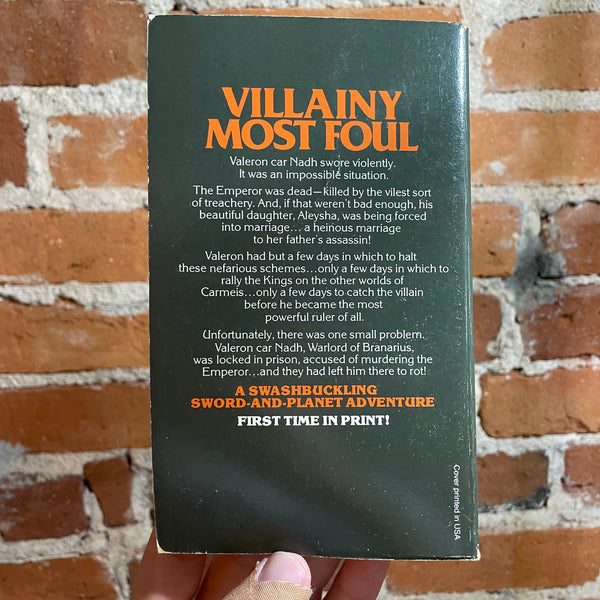 VILLAINY
MOST FOUL
Valeron car Nadh swore violently.
It was an impossible situation.
The Emperor was dead—killed by the vilest sort
of treachery. And, if that weren't bad enough, his
beautiful daughter, Aleysha, was being forced
into marriage... a heinous marriage
to her father's assassin!
Valeron had but a few days in which to halt
these nefarious schemes...only a few days in which to
rally the Kings on the other worlds of
Carmeis...only a few days to catch the villain
before he became the most
powerful ruler of all.
Unfortunately, there was one small problem.
Valeron car Nadh, Warlord of Branarius,
was locked in prison, accused of murdering the
Emperor...and they had left him there to rot!
A SWASHBUCKLING
SWORD-AND-PLANET ADVENTURE
FIRST TIME IN PRINT!
Cover printed in USA